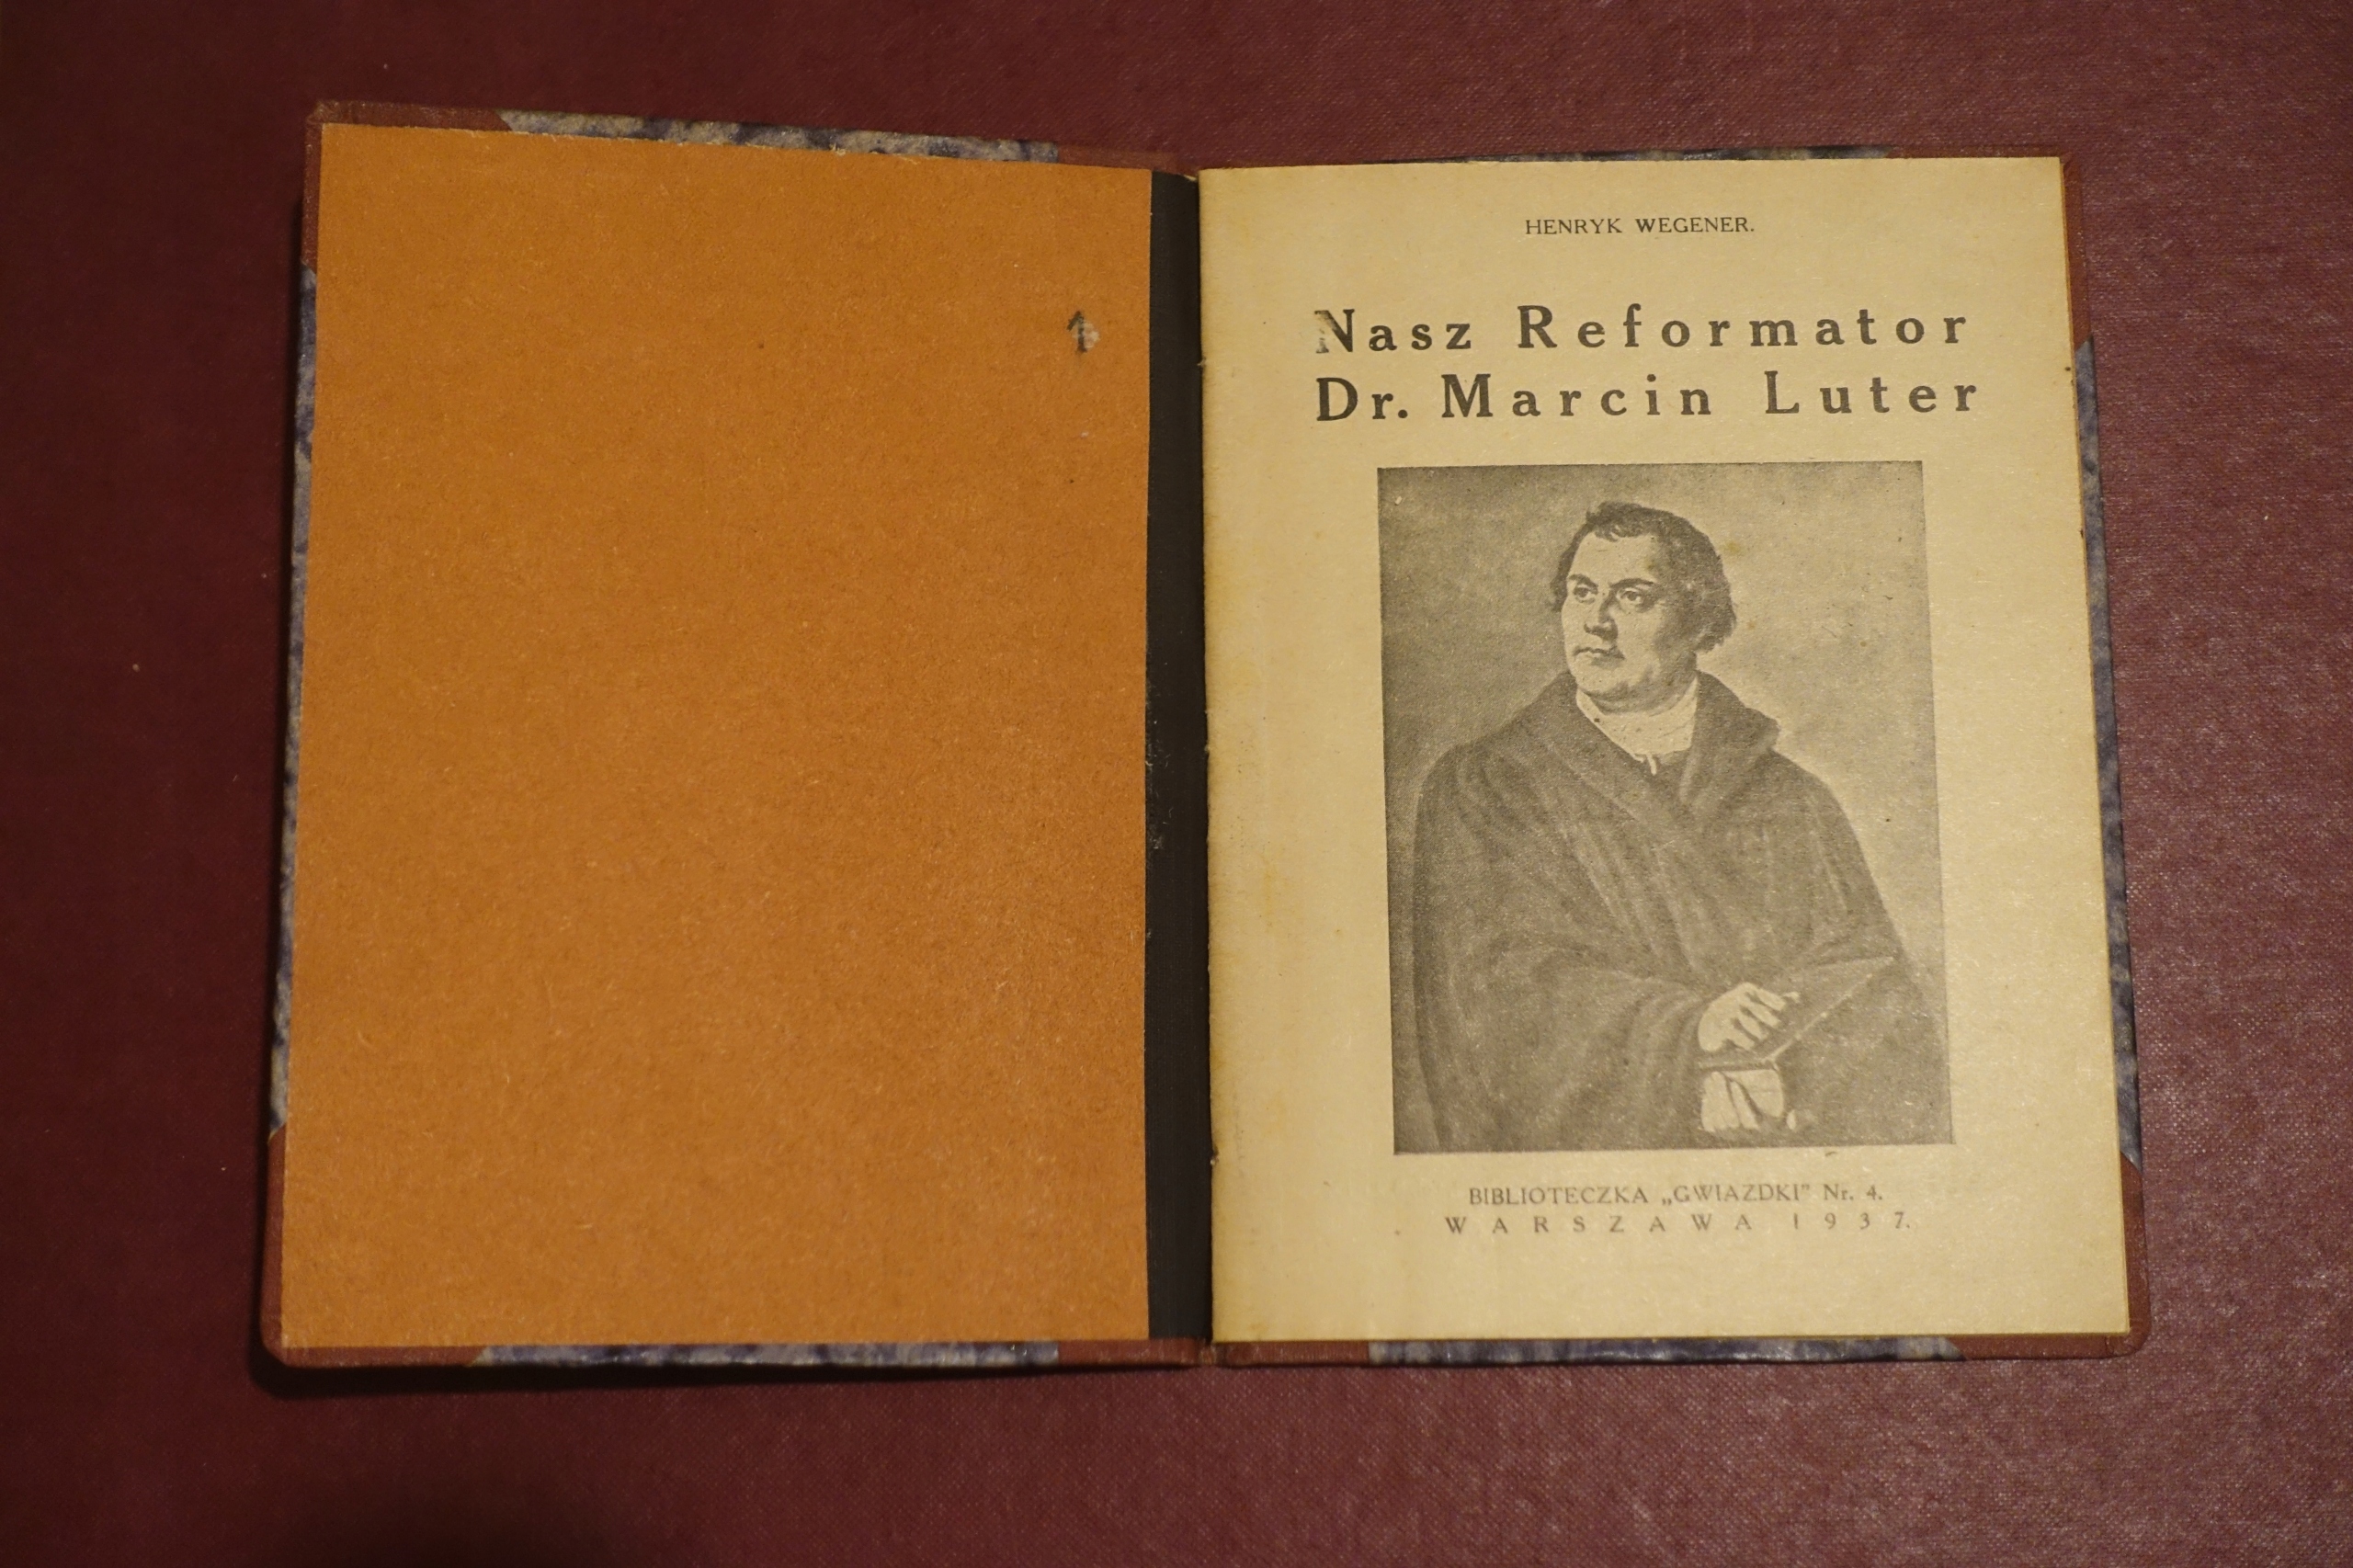 HENRYK WEGENER.
Nasz Reformator
Dr. Marcin Luter
BIBLIOTECZKA „GWIAZDKI” Nr. 4.
WARSZAWA 1937.